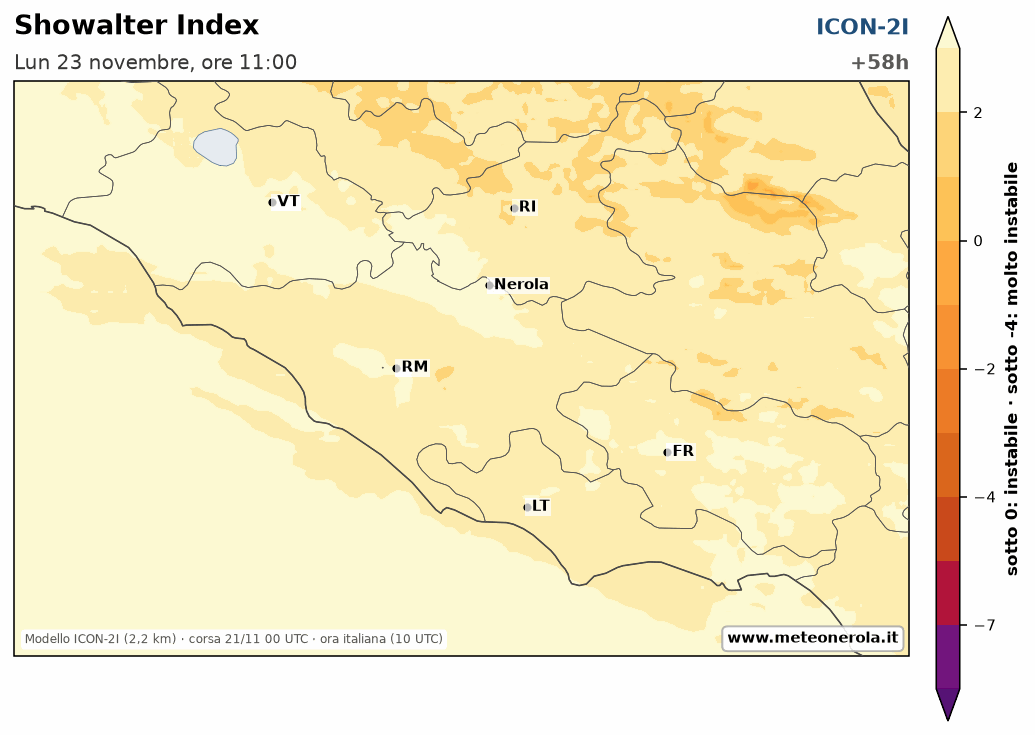 Showalter Index
ICON-2I
Lun 23 novembre, ore 11:00
+58h
VT
RI
Nerola
RM
FR
LT
2
0
−2
−4
−7
sotto 0: instabile · sotto -4: molto instabile
Modello ICON-2I (2,2 km) · corsa 21/11 00 UTC · ora italiana (10 UTC)
www.meteonerola.it